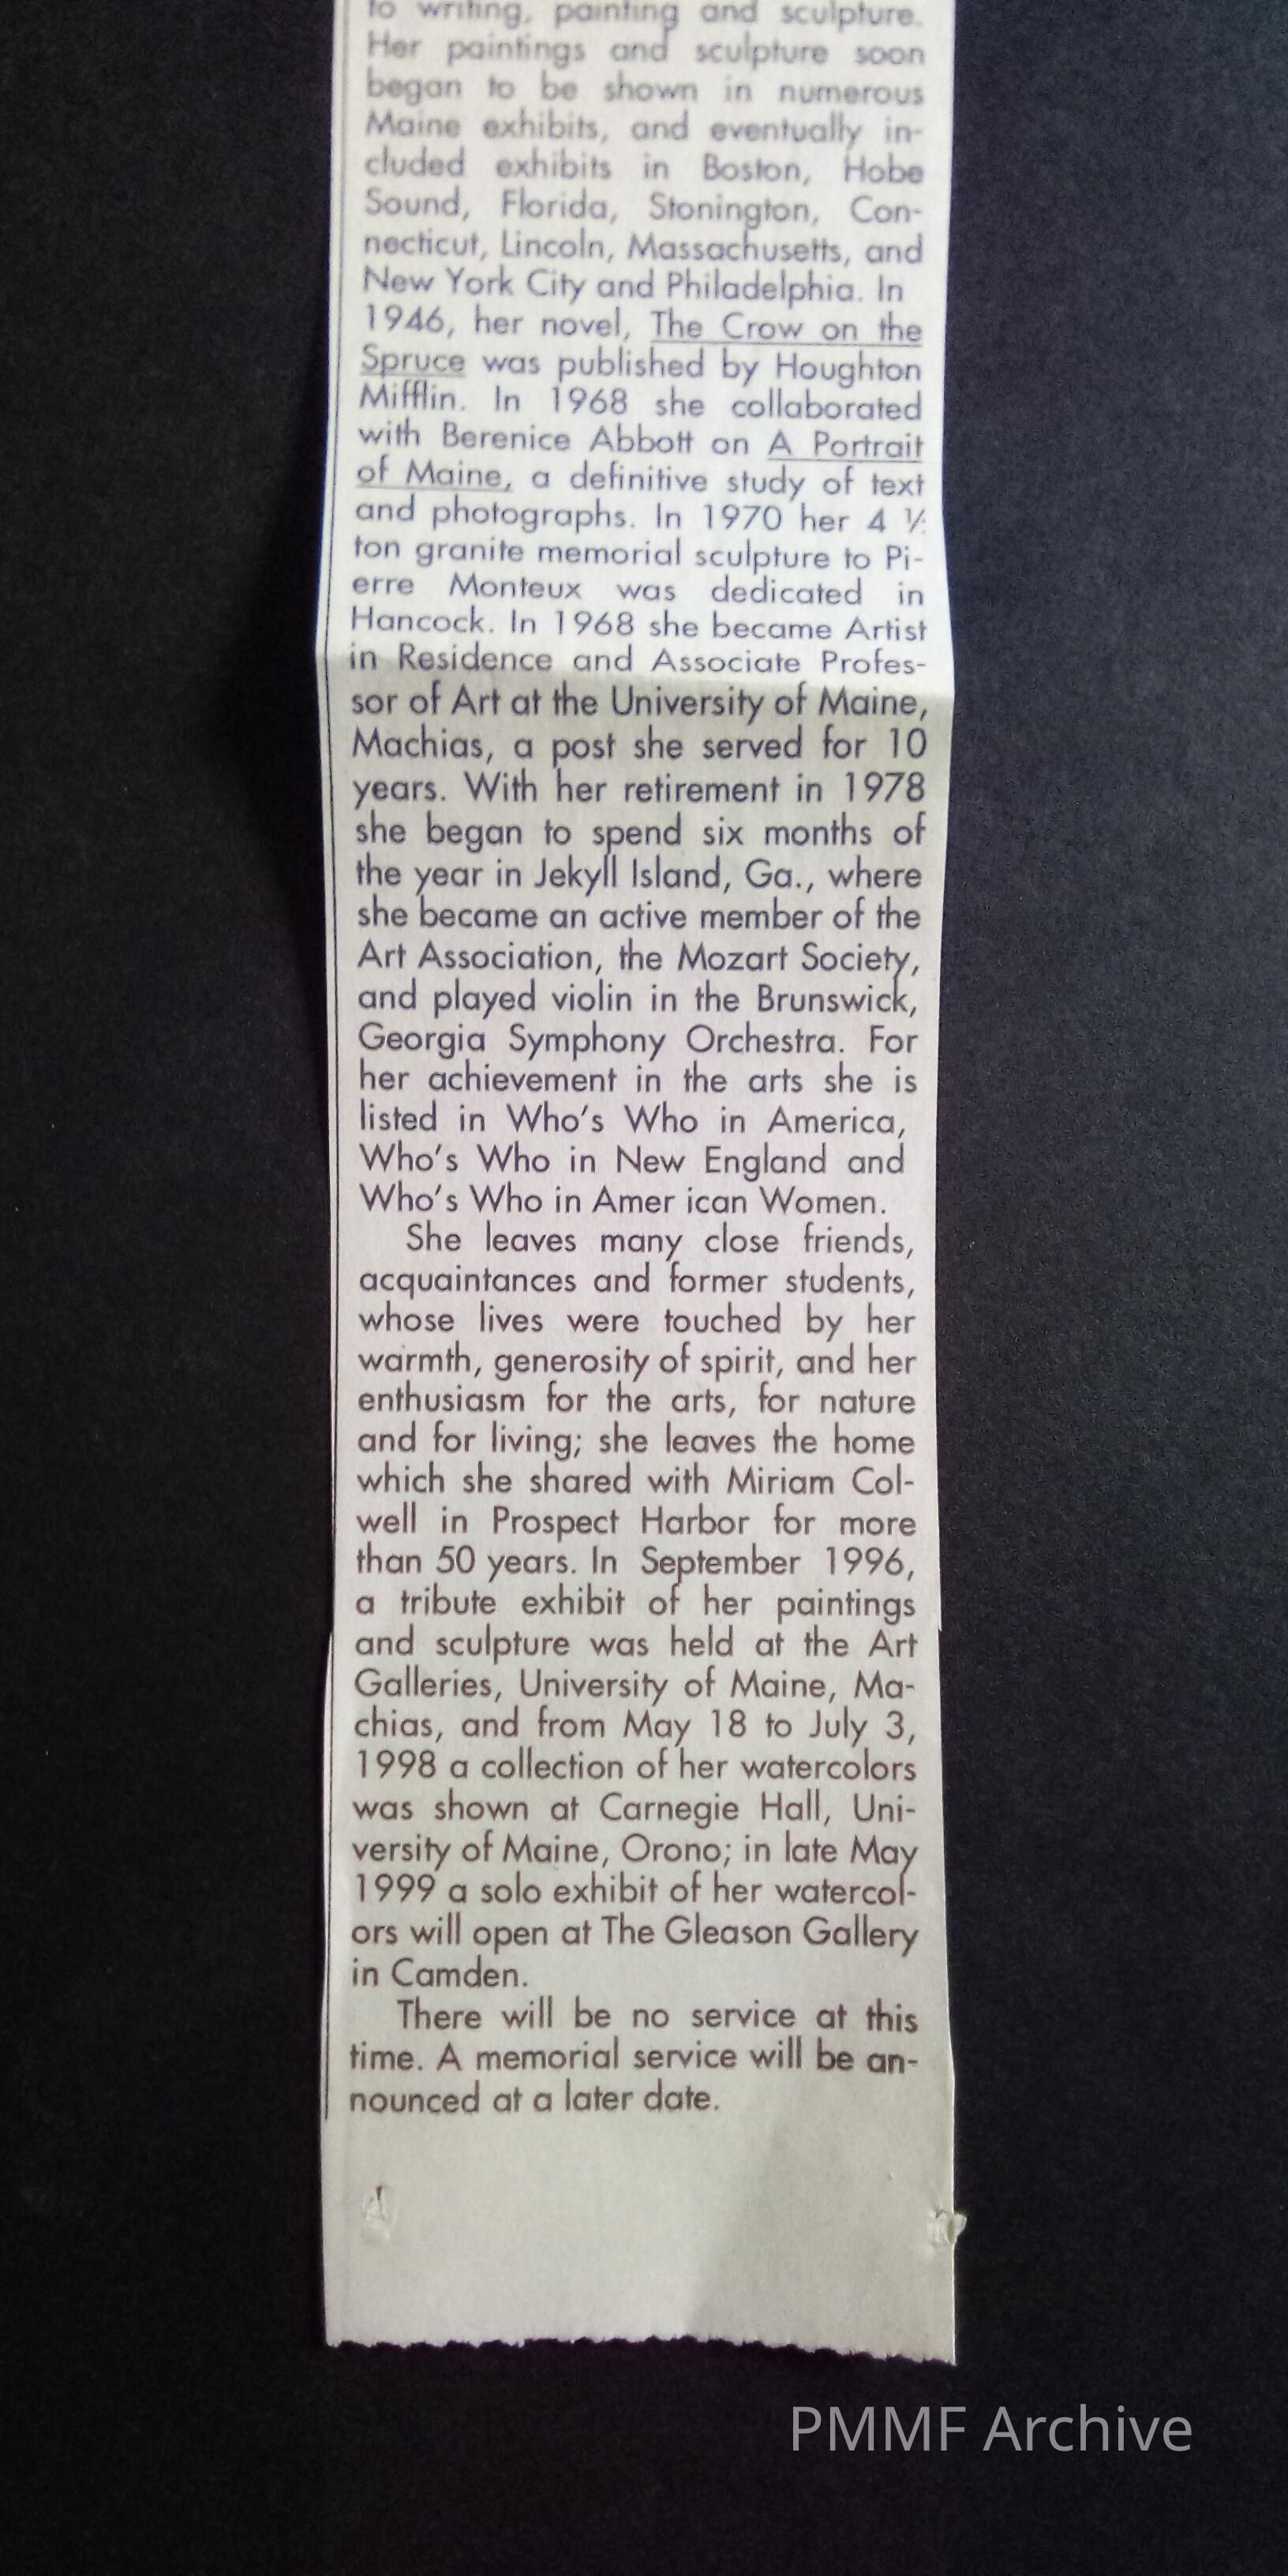 to writing, painting and sculpture.
Her paintings and sculpture soon
began to be shown in numerous
Maine exhibits, and eventually in-
cluded exhibits in Boston, Hobe
Sound, Florida, Stonington, Con-
necticut, Lincoln, Massachusetts, and
New York City and Philadelphia. In
1946, her novel, The Crow on the
Spruce was published by Houghton
Mifflin. In 1968 she collaborated
with Berenice Abbott on A Portrait
of Maine, a definitive study of text
and photographs. In 1970 her 4
ton granite memorial sculpture to Pi-
erre Monteux was dedicated in
Hancock. In 1968 she became Artist
in Residence and Associate Profes-
sor of Art at the University of Maine,
Machias, a post she served for 10
years. With her retirement in 1978
she began to spend six months of
the year in Jekyll Island, Ga., where
she became an active member of the
Art Association, the Mozart Society,
and played violin in the Brunswick,
Georgia Symphony Orchestra. For
her achievement in the arts she is
listed in Who's Who in America,
Who's Who in New England and
Who's Who in Amer ican Women.
She leaves many close friends,
acquaintances and former students,
whose lives were touched by her
warmth, generosity of spirit, and her
enthusiasm for the arts, for nature
and for living; she leaves the home
which she shared with Miriam Col-
well in Prospect Harbor for more
than 50 years. In September 1996,
a tribute exhibit of her paintings
and sculpture was held at the Art
Galleries, University of Maine, Ma-
chias, and from May 18 to July 3,
1998 a collection of her watercolors
was shown at Carnegie Hall, Uni-
versity of Maine, Orono; in late May
1999 a solo exhibit of her watercol-
ors will open at The Gleason Gallery
in Camden.
There will be no service at this
time. A memorial service will be an-
nounced at a later date.
PMMF Archive